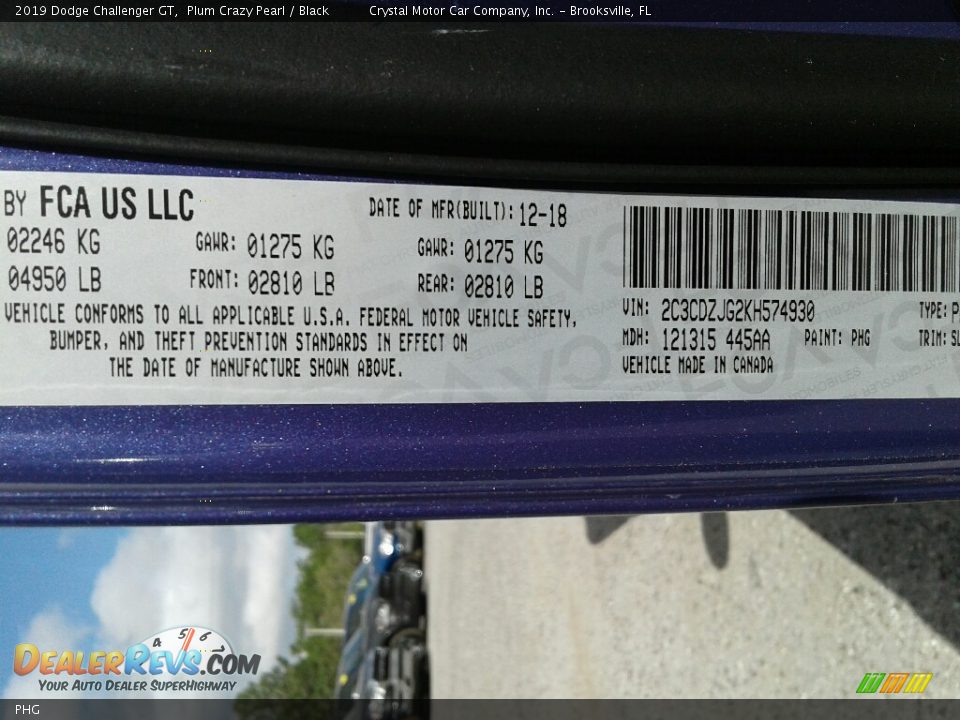 2019 Dodge Challenger GT, Plum Crazy Pearl / Black Crystal Motor Car Company, Inc. – Brooksville, FL
BY FCA US LLC
DATE OF MFR(BUILT): 12-18
02246 KG GAWR: 01275 KG GAWR: 01275 KG
04950 LB FRONT: 02810 LB REAR: 02810 LB
VEHICLE CONFORMS TO ALL APPLICABLE U.S.A. FEDERAL MOTOR VEHICLE SAFETY,
BUMPER, AND THEFT PREVENTION STANDARDS IN EFFECT ON
THE DATE OF MANUFACTURE SHOWN ABOVE.
VIN: 2C3CDZJG2KH574930 TYPE: P
MDH: 121315 445AA PAINT: PHG TRIM: SL
VEHICLE MADE IN CANADA
4 5 6
DEALERREVS.COM
YOUR AUTO DEALER SUPERHIGHWAY
PHG